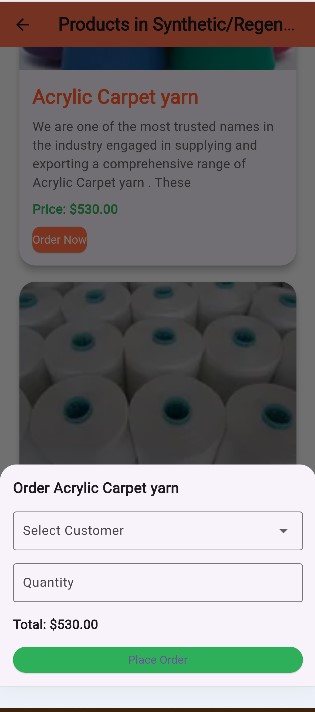 Products in Synthetic/Regen...
Acrylic Carpet yarn
We are one of the most trusted names in
the industry engaged in supplying and
exporting a comprehensive range of
Acrylic Carpet yarn . These
Price: $530.00
Order Now
Order Acrylic Carpet yarn
Select Customer
Quantity
Total: $530.00
Place Order